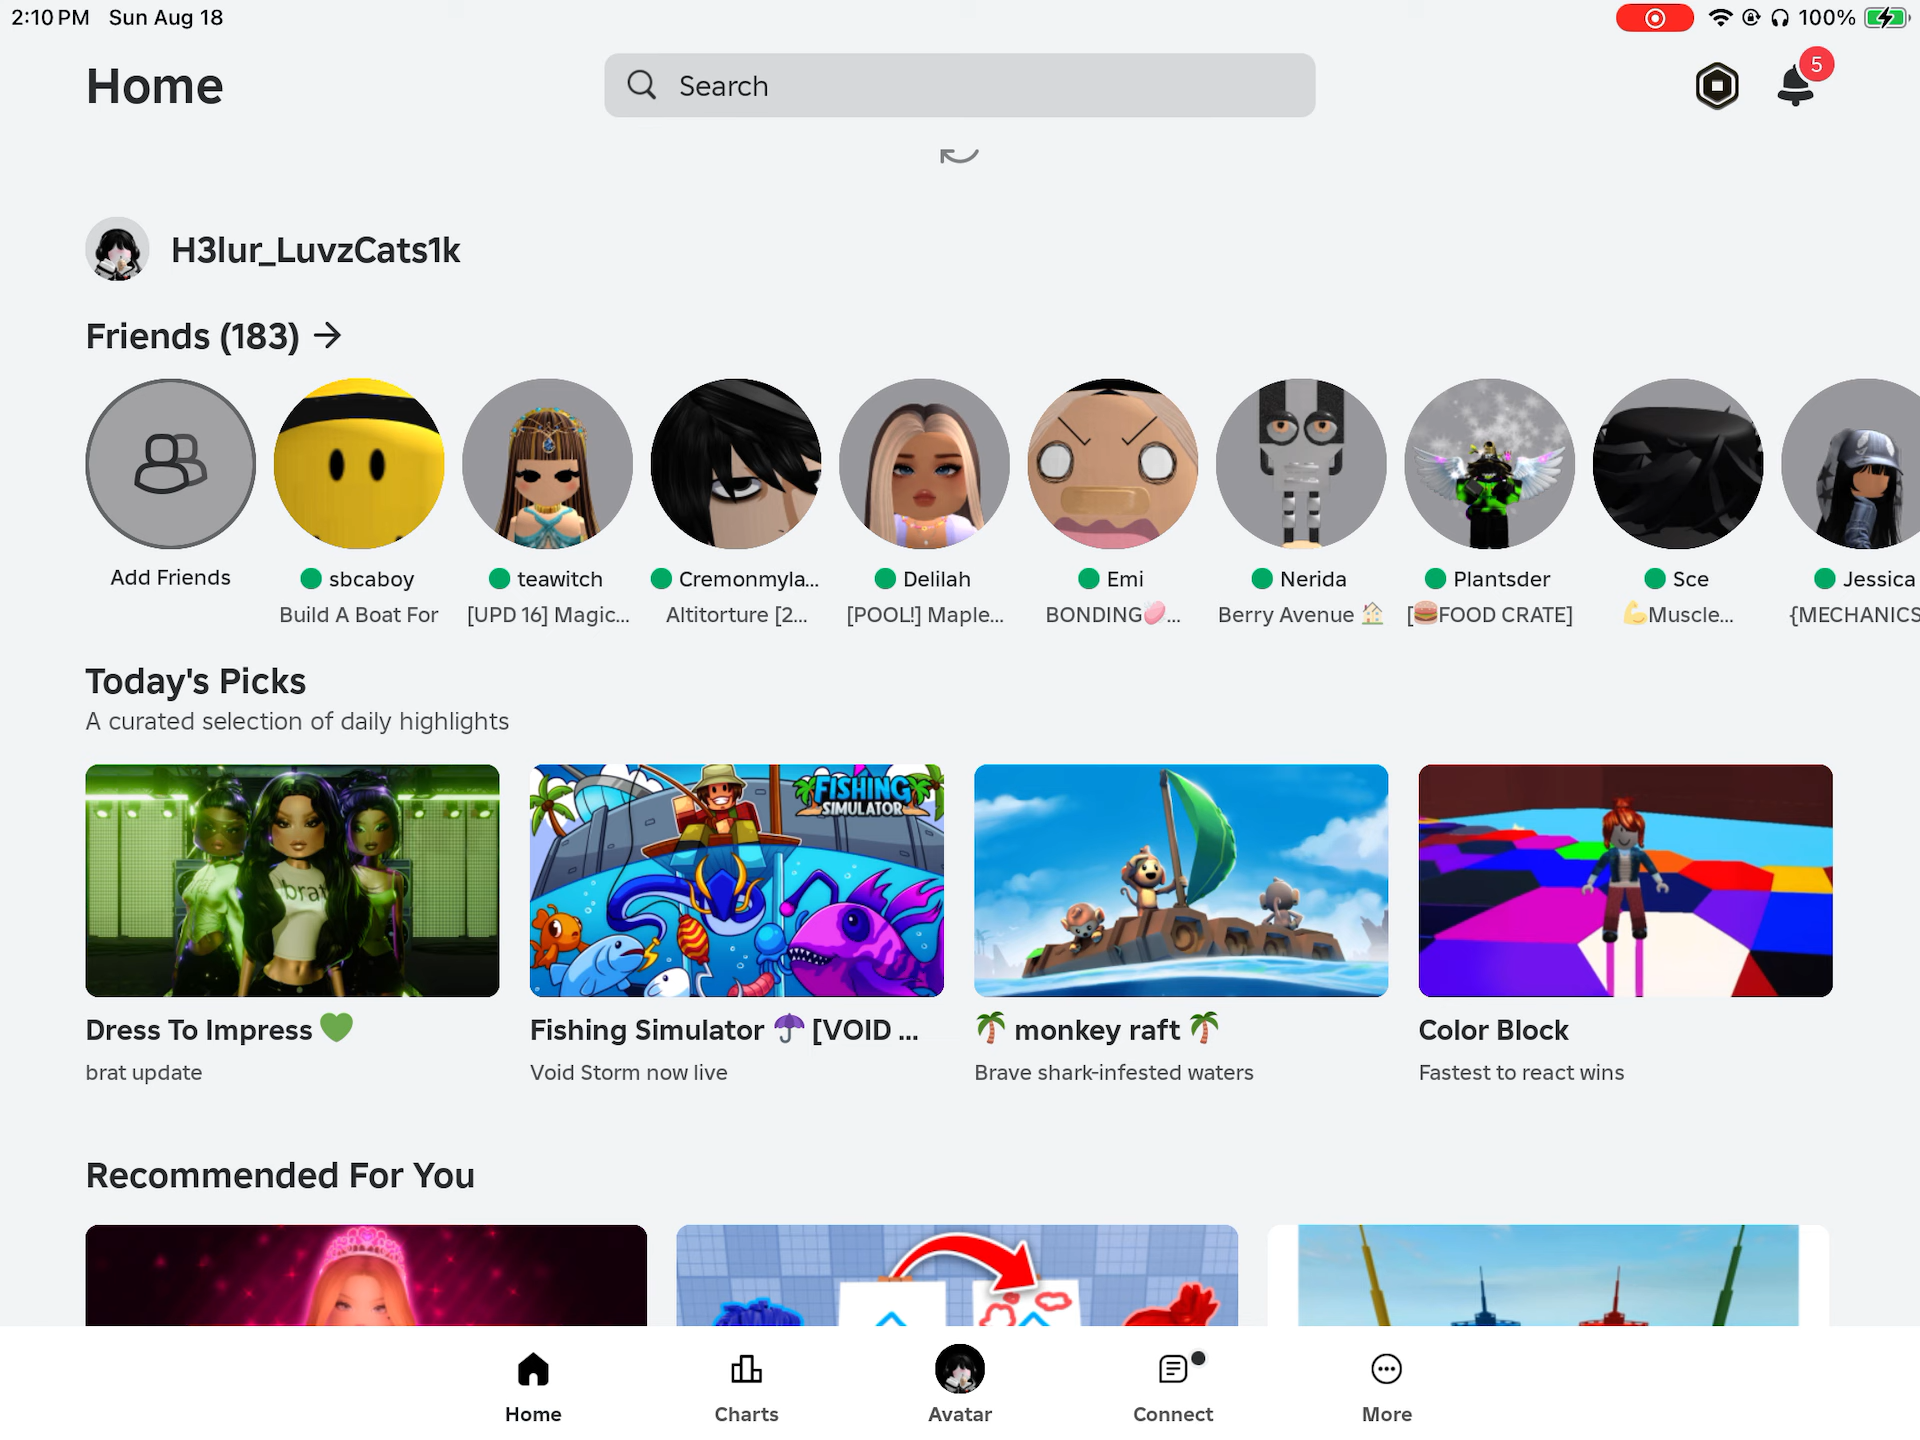 2:10 PM Sun Aug 18
100%
Home
Search
5
H3lur_LuvzCats1k
Friends (183) →
Add Friends
sbcaboy
Build A Boat For
teawitch
[UPD 16] Magic...
Cremonmyla...
Altitorture [2...
Delilah
[POOL!] Maple...
Emi
BONDING🩷...
Nerida
Berry Avenue 🏠
Plantsder
[🍔FOOD CRATE]
Sce
💪Muscle...
Jessica
{MECHANICS
Today's Picks
A curated selection of daily highlights
brat
FISHING
SIMULATOR
Dress To Impress 💚
brat update
Fishing Simulator ☂️ [VOID ...
Void Storm now live
🌴 monkey raft 🌴
Brave shark-infested waters
Color Block
Fastest to react wins
Recommended For You
Home
Charts
Avatar
Connect
More